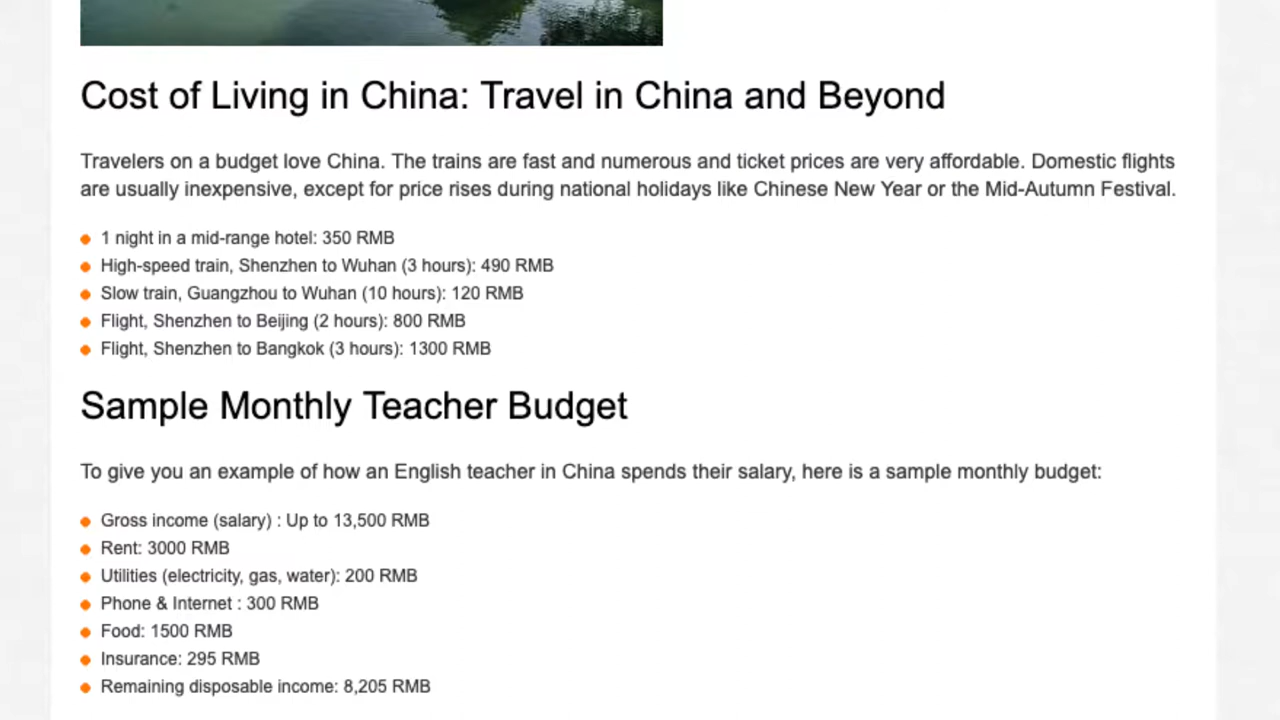 Cost of Living in China: Travel in China and Beyond
Travelers on a budget love China. The trains are fast and numerous and ticket prices are very affordable. Domestic flights
are usually inexpensive, except for price rises during national holidays like Chinese New Year or the Mid-Autumn Festival.
1 night in a mid-range hotel: 350 RMB
High-speed train, Shenzhen to Wuhan (3 hours): 490 RMB
Slow train, Guangzhou to Wuhan (10 hours): 120 RMB
Flight, Shenzhen to Beijing (2 hours): 800 RMB
Flight, Shenzhen to Bangkok (3 hours): 1300 RMB
Sample Monthly Teacher Budget
To give you an example of how an English teacher in China spends their salary, here is a sample monthly budget:
Gross income (salary) : Up to 13,500 RMB
Rent: 3000 RMB
Utilities (electricity, gas, water): 200 RMB
Phone & Internet : 300 RMB
Food: 1500 RMB
Insurance: 295 RMB
Remaining disposable income: 8,205 RMB